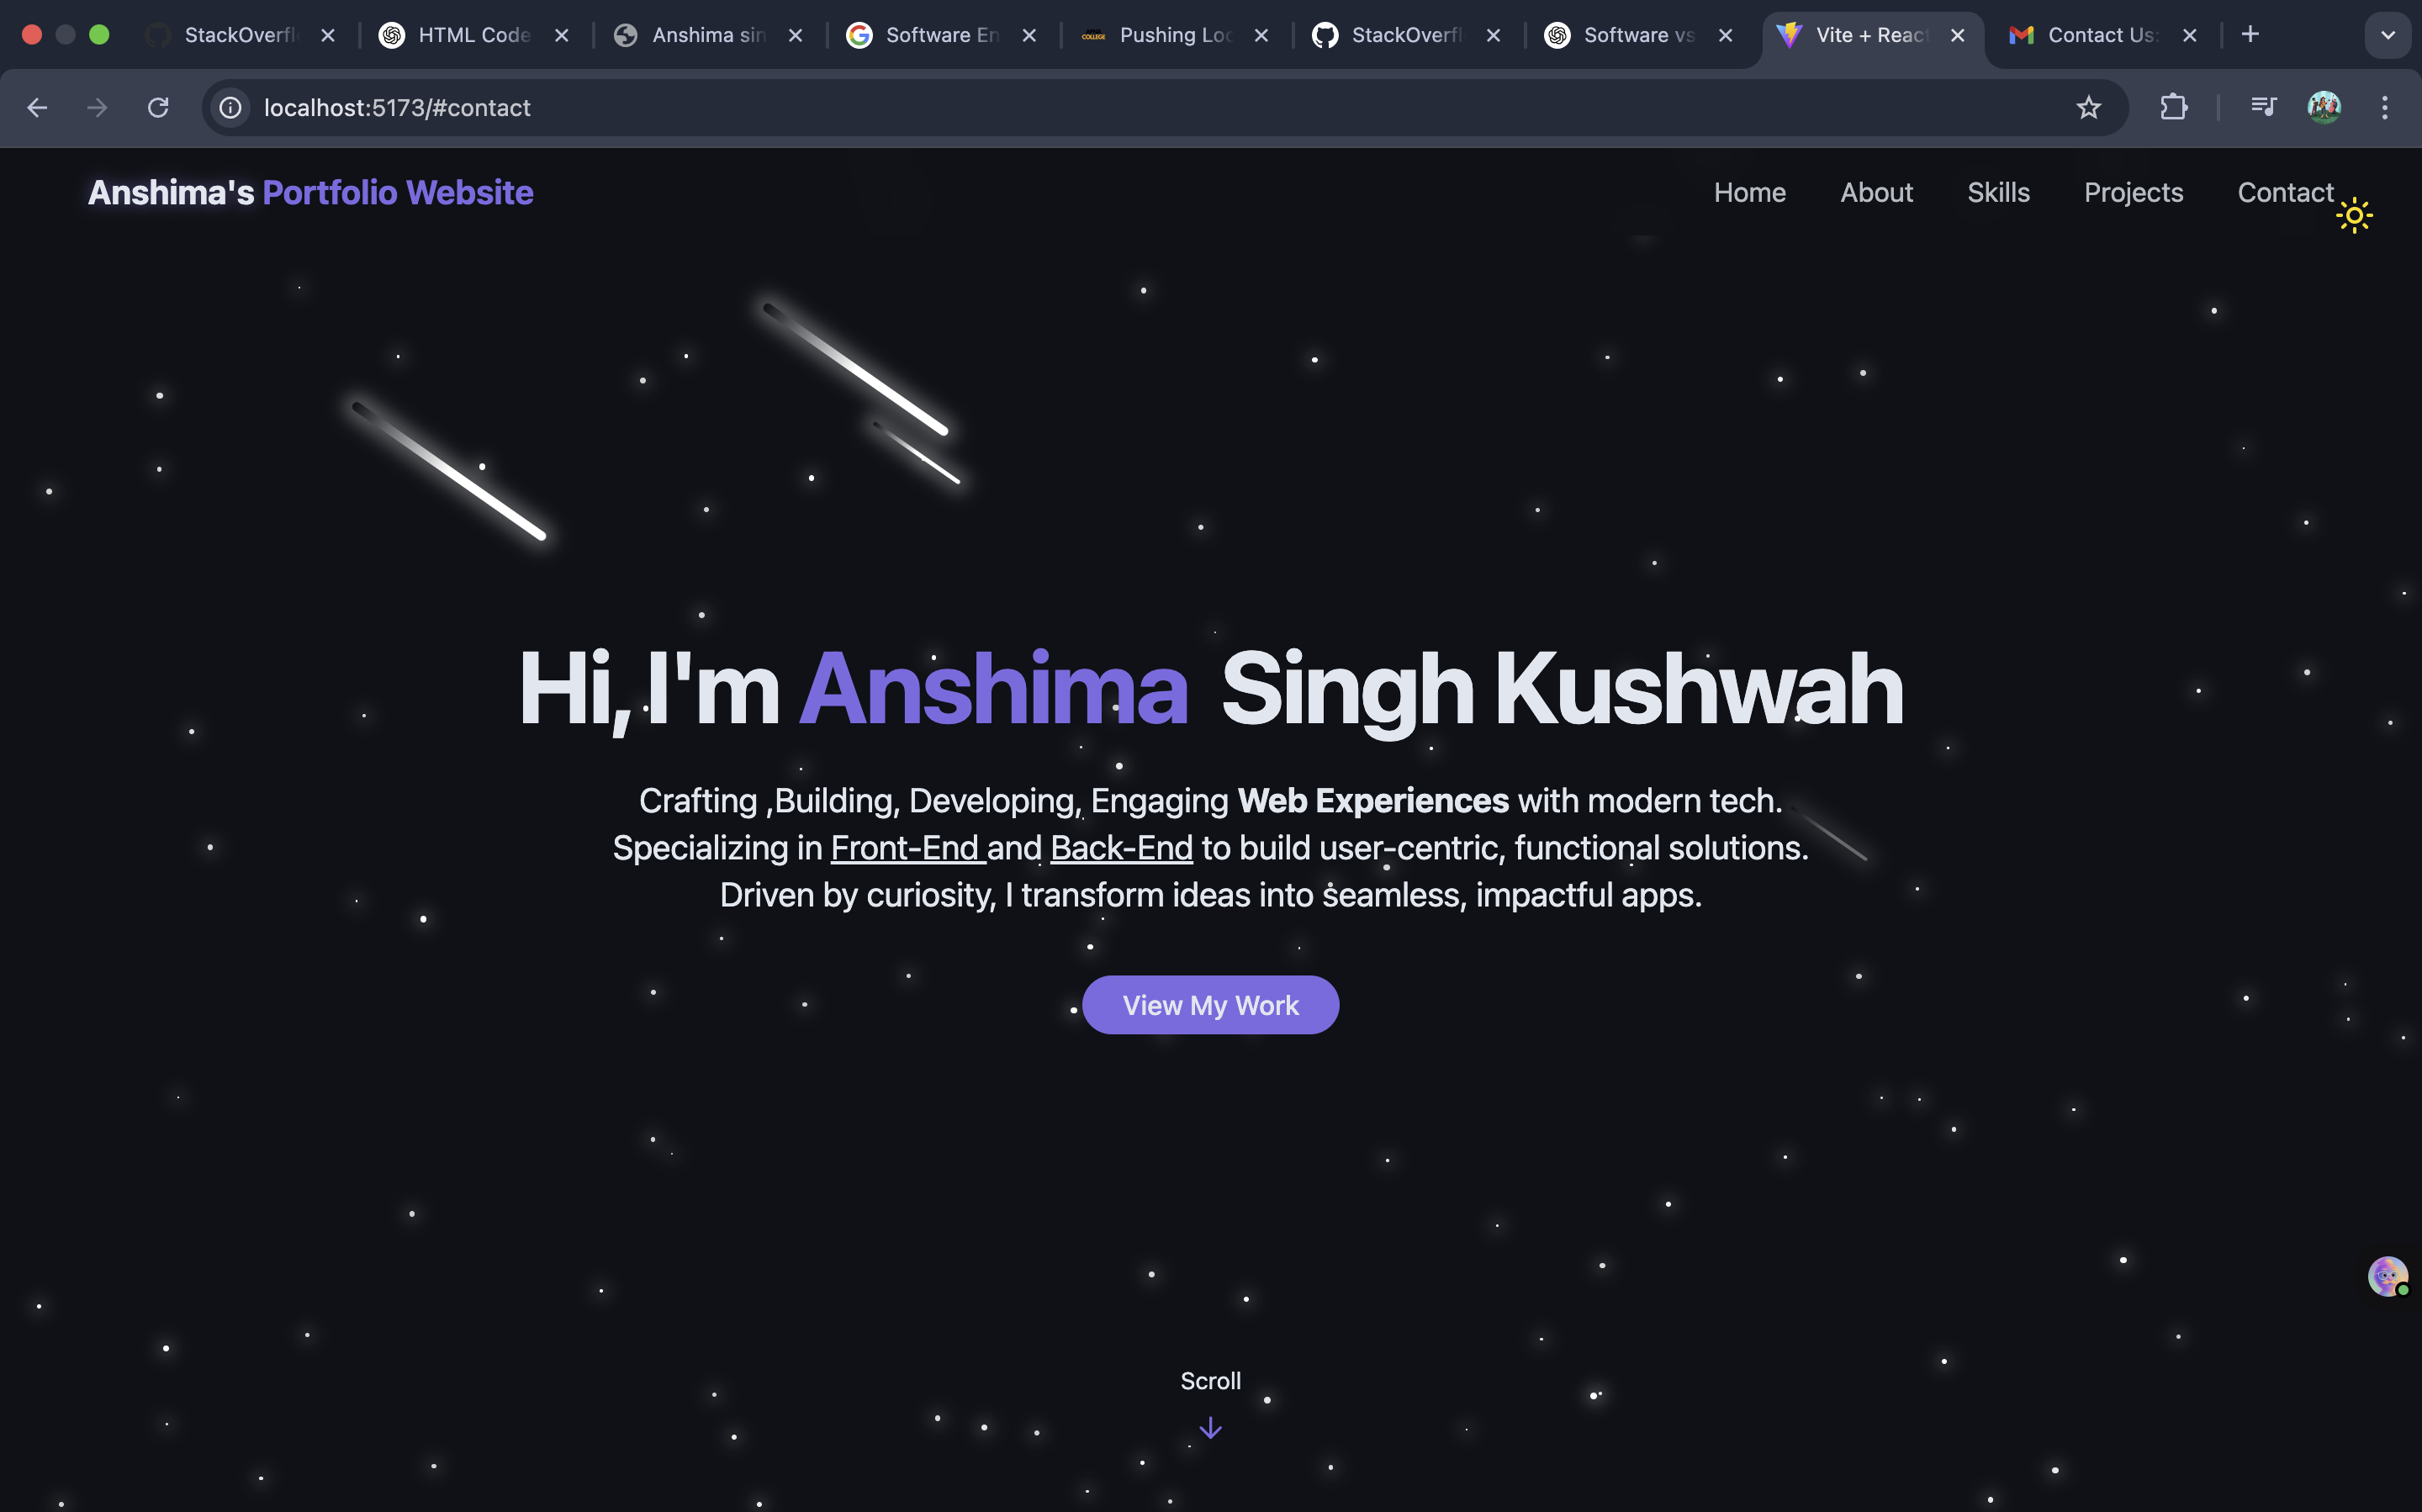 StackOverfl
HTML Code
Anshima sin
Software En
COLLEGE
Pushing Loc
StackOverfl
Software vs
Vite + React
Contact Us:
localhost:5173/#contact
Anshima's Portfolio Website
Home
About
Skills
Projects
Contact
Hi, I'm Anshima Singh Kushwah
Crafting ,Building, Developing, Engaging Web Experiences with modern tech.
Specializing in Front-End and Back-End to build user-centric, functional solutions.
Driven by curiosity, I transform ideas into seamless, impactful apps.
View My Work
Scroll